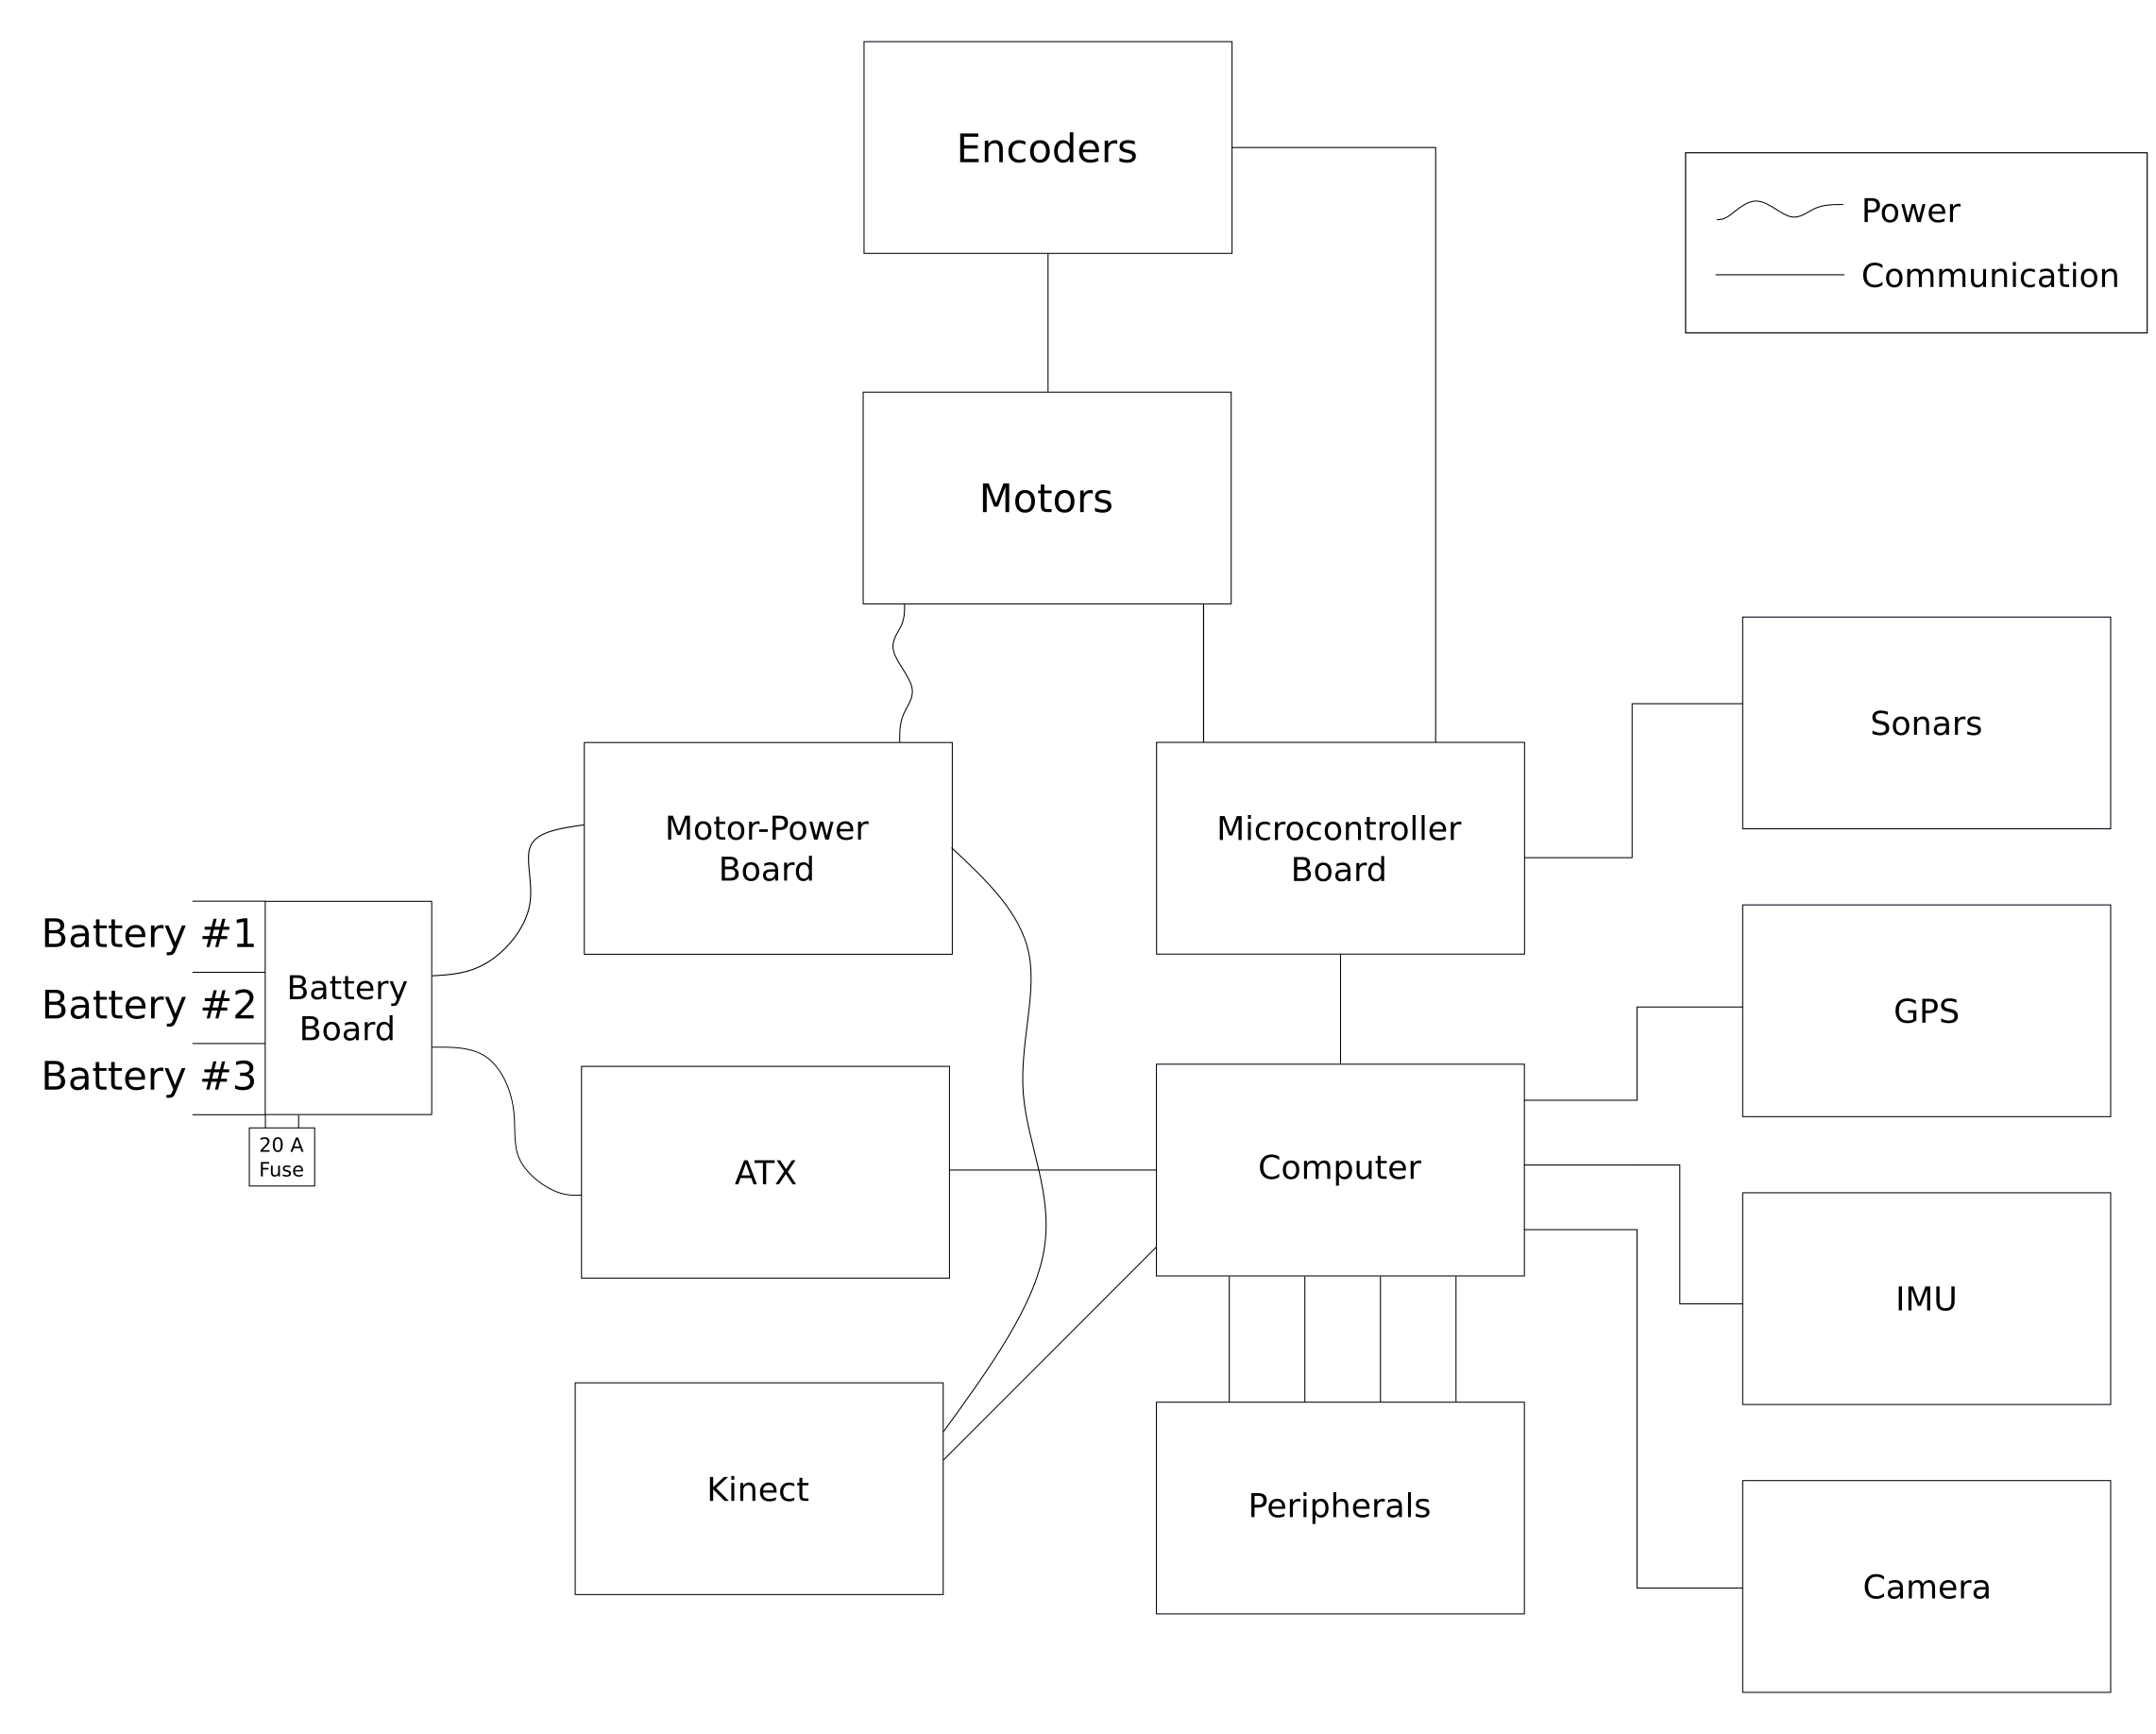 Encoders
Power
Communication
Motors
Sonars
Motor-Power
Board
Microcontroller
Board
Battery #1
Battery #2
Battery #3
Battery
Board
20 A
Fuse
GPS
ATX
Computer
IMU
Kinect
Peripherals
Camera